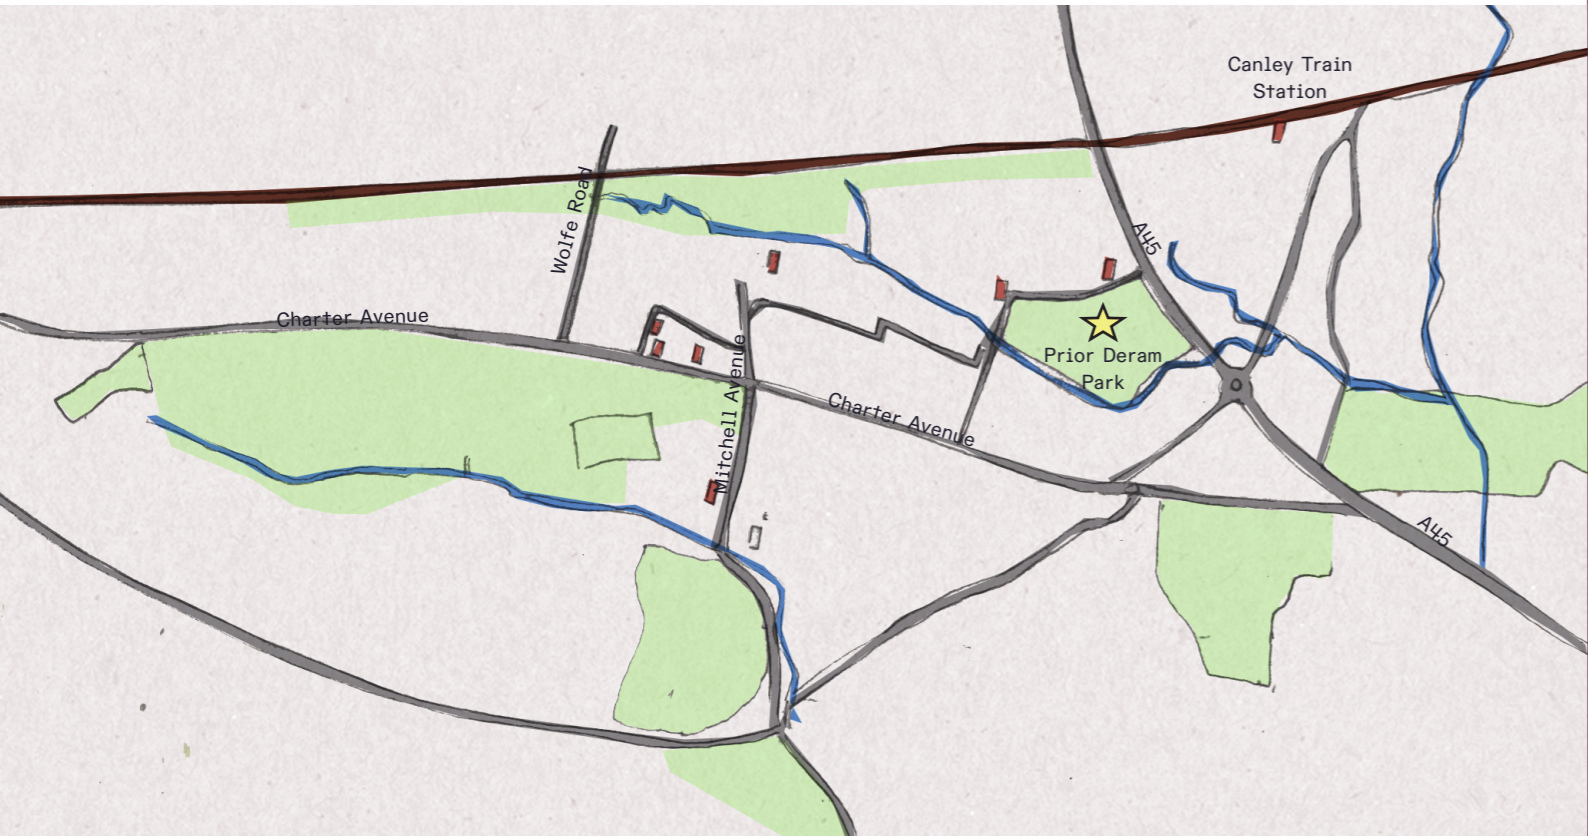 Canley Train
Station
Wolfe Road
A45
Charter Avenue
Prior Deram
Park
Mitchell Avenue
Charter Avenue
A45